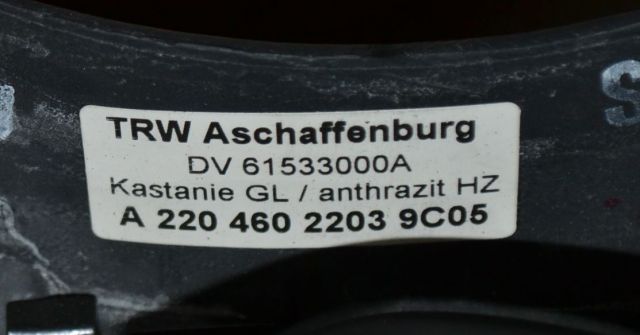 TRW Aschaffenburg
DV 61533000A
Kastanie GL / anthrazit HZ
A 220 460 2203 9C05